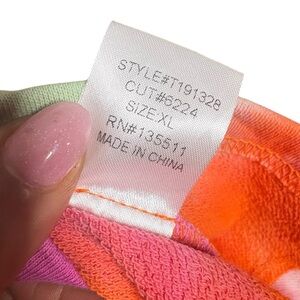 STYLE#T191328
CUT#6224
SIZE:XL
RN#135511
MADE IN CHINA